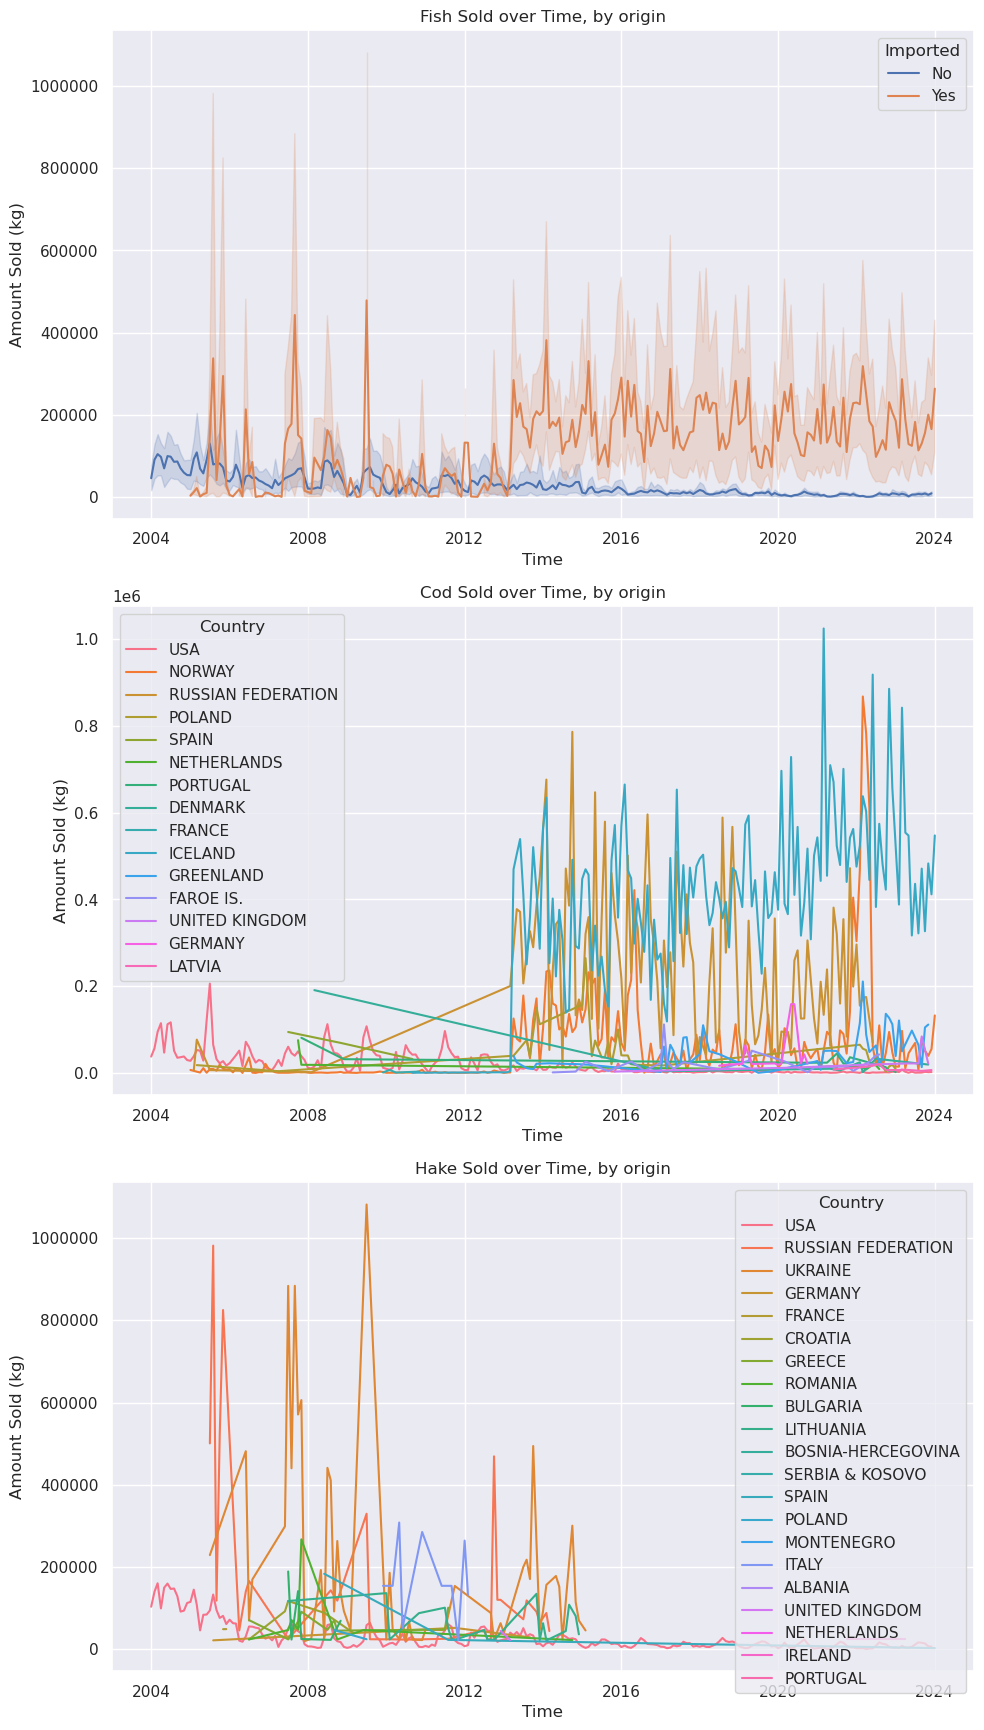 Fish Sold over Time, by origin
Amount Sold (kg)
1000000
800000
600000
400000
200000
0
Imported
No
Yes
2004 2008 2012 2016 2020 2024
Time
Cod Sold over Time, by origin
1e6
Amount Sold (kg)
1.0
0.8
0.6
0.4
0.2
0.0
Country
USA
NORWAY
RUSSIAN FEDERATION
POLAND
SPAIN
NETHERLANDS
PORTUGAL
DENMARK
FRANCE
ICELAND
GREENLAND
FAROE IS.
UNITED KINGDOM
GERMANY
LATVIA
2004 2008 2012 2016 2020 2024
Time
Hake Sold over Time, by origin
Amount Sold (kg)
1000000
800000
600000
400000
200000
0
Country
USA
RUSSIAN FEDERATION
UKRAINE
GERMANY
FRANCE
CROATIA
GREECE
ROMANIA
BULGARIA
LITHUANIA
BOSNIA-HERCEGOVINA
SERBIA & KOSOVO
SPAIN
POLAND
MONTENEGRO
ITALY
ALBANIA
UNITED KINGDOM
NETHERLANDS
IRELAND
PORTUGAL
2004 2008 2012 2016 2020 2024
Time